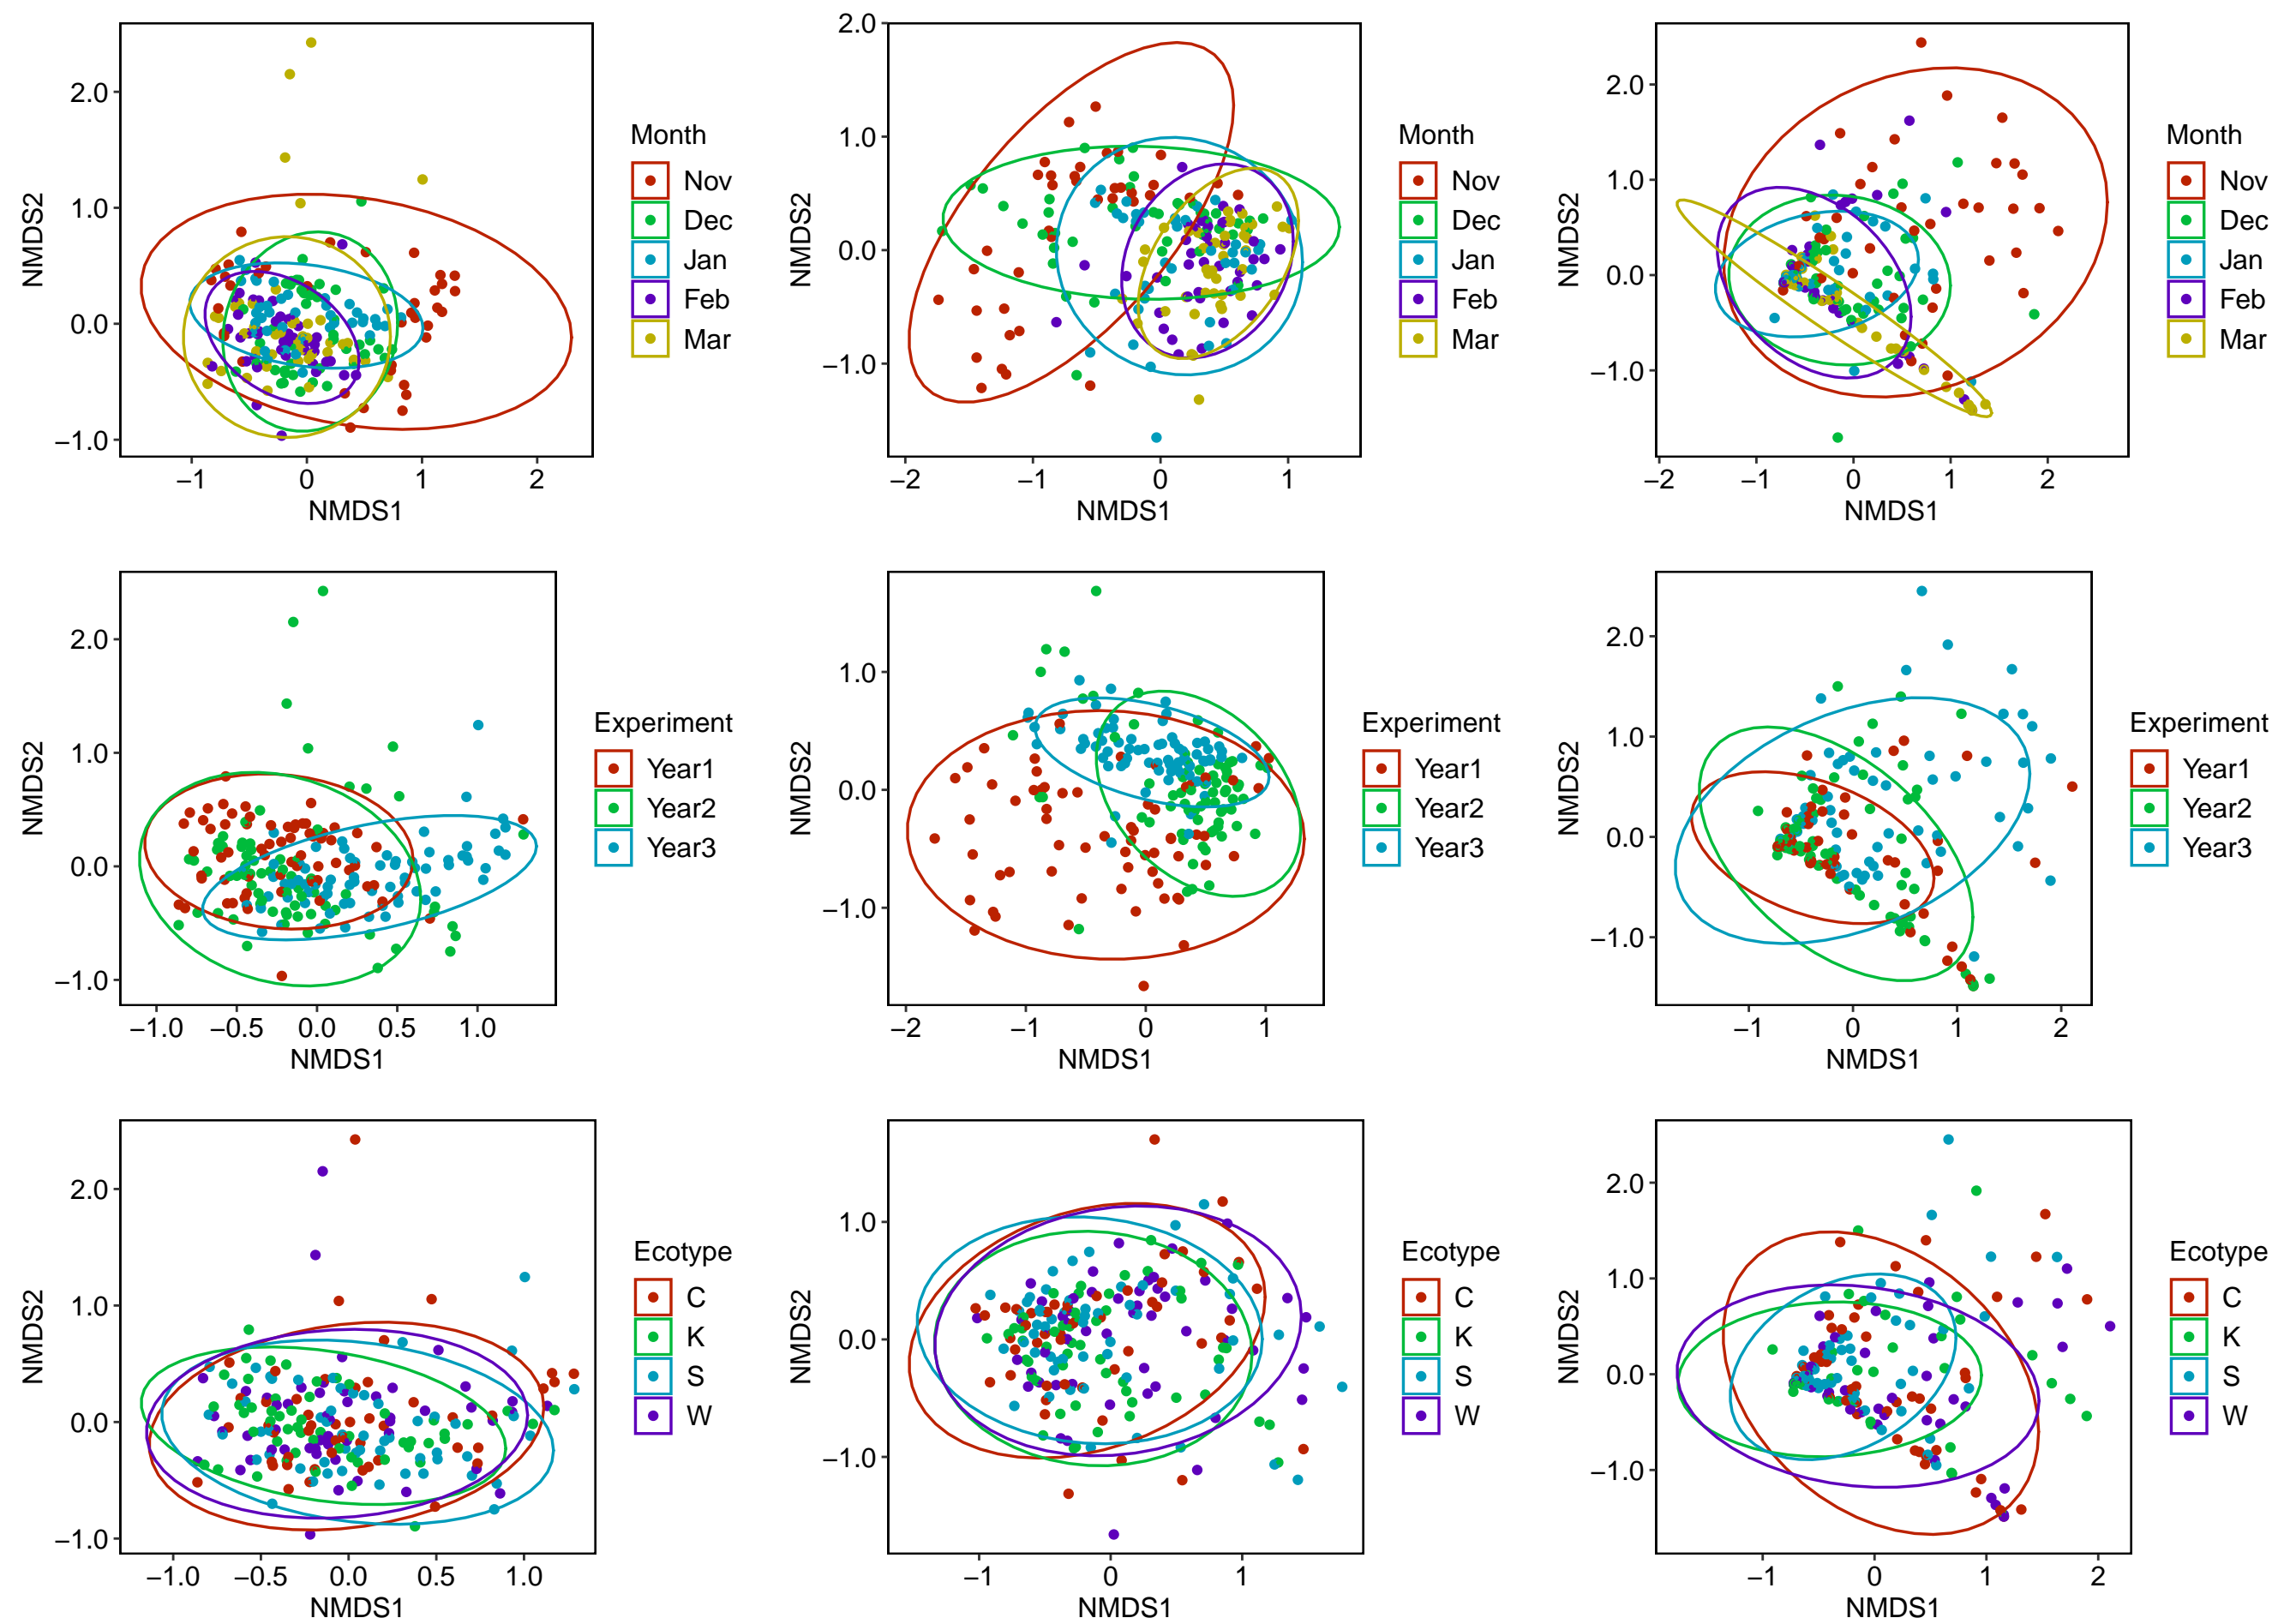 NMDS2
2.0
1.0
0.0
−1.0
−1 0 1 2
NMDS1
Month
Nov
Dec
Jan
Feb
Mar
NMDS2
2.0
1.0
0.0
−1.0
−2 −1 0 1
NMDS1
Month
Nov
Dec
Jan
Feb
Mar
NMDS2
2.0
1.0
0.0
−1.0
−2 −1 0 1 2
NMDS1
Month
Nov
Dec
Jan
Feb
Mar
NMDS2
2.0
1.0
0.0
−1.0
−1.0 −0.5 0.0 0.5 1.0
NMDS1
Experiment
Year1
Year2
Year3
NMDS2
1.0
0.0
−1.0
−2 −1 0 1
NMDS1
Experiment
Year1
Year2
Year3
NMDS2
2.0
1.0
0.0
−1.0
−1 0 1 2
NMDS1
Experiment
Year1
Year2
Year3
NMDS2
2.0
1.0
0.0
−1.0
−1.0 −0.5 0.0 0.5 1.0
NMDS1
Ecotype
C
K
S
W
NMDS2
1.0
0.0
−1.0
−1 0 1
NMDS1
Ecotype
C
K
S
W
NMDS2
2.0
1.0
0.0
−1.0
−1 0 1 2
NMDS1
Ecotype
C
K
S
W